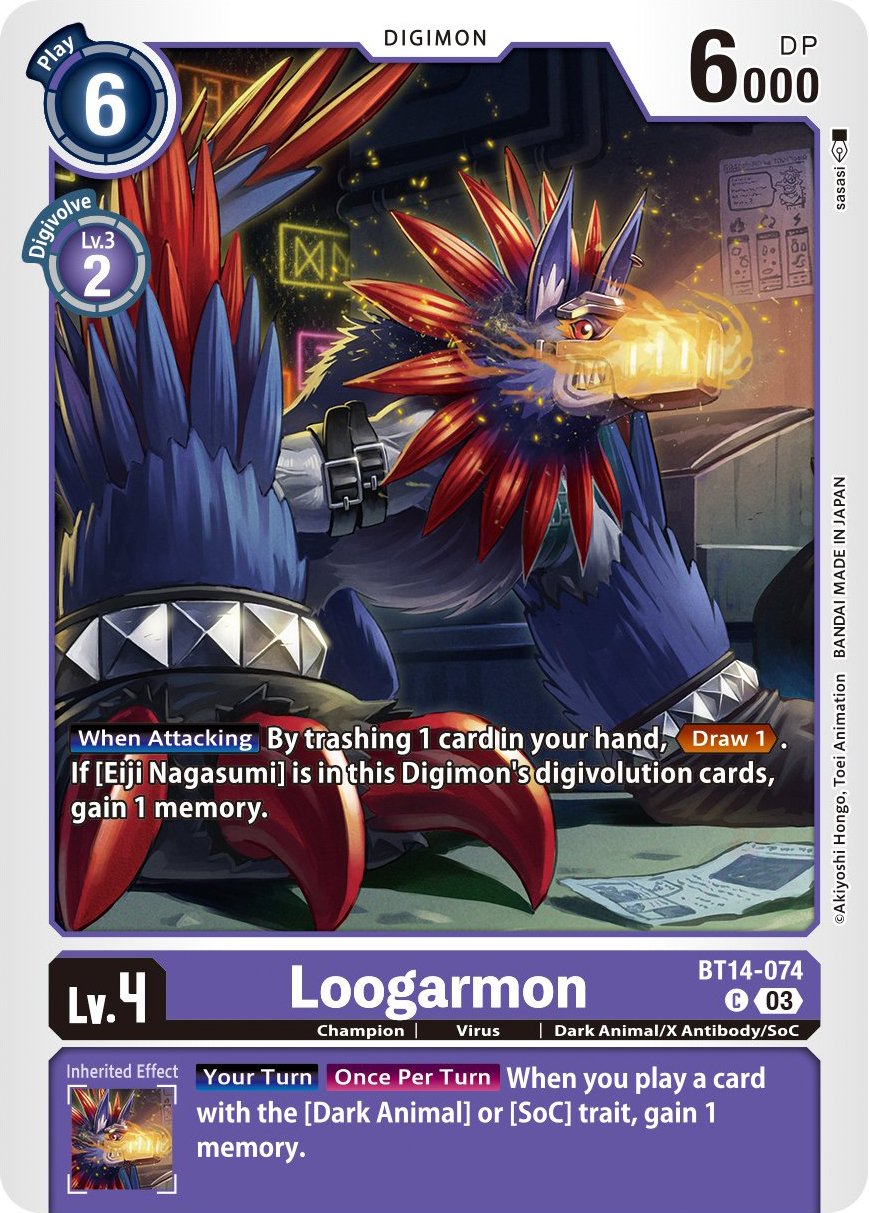 DIGIMON
Play
6
DP
6000
Digivolve
Lv.3
2
sasasi
BANDAI MADE IN JAPAN
©Akiyoshi Hongo, Toei Animation
When Attacking By trashing 1 card in your hand, Draw 1.
If [Eiji Nagasumi] is in this Digimon's digivolution cards,
gain 1 memory.
Lv.4
Loogarmon
BT14-074
C 03
Champion | Virus | Dark Animal/X Antibody/SoC
Inherited Effect
Your Turn Once Per Turn When you play a card
with the [Dark Animal] or [SoC] trait, gain 1
memory.